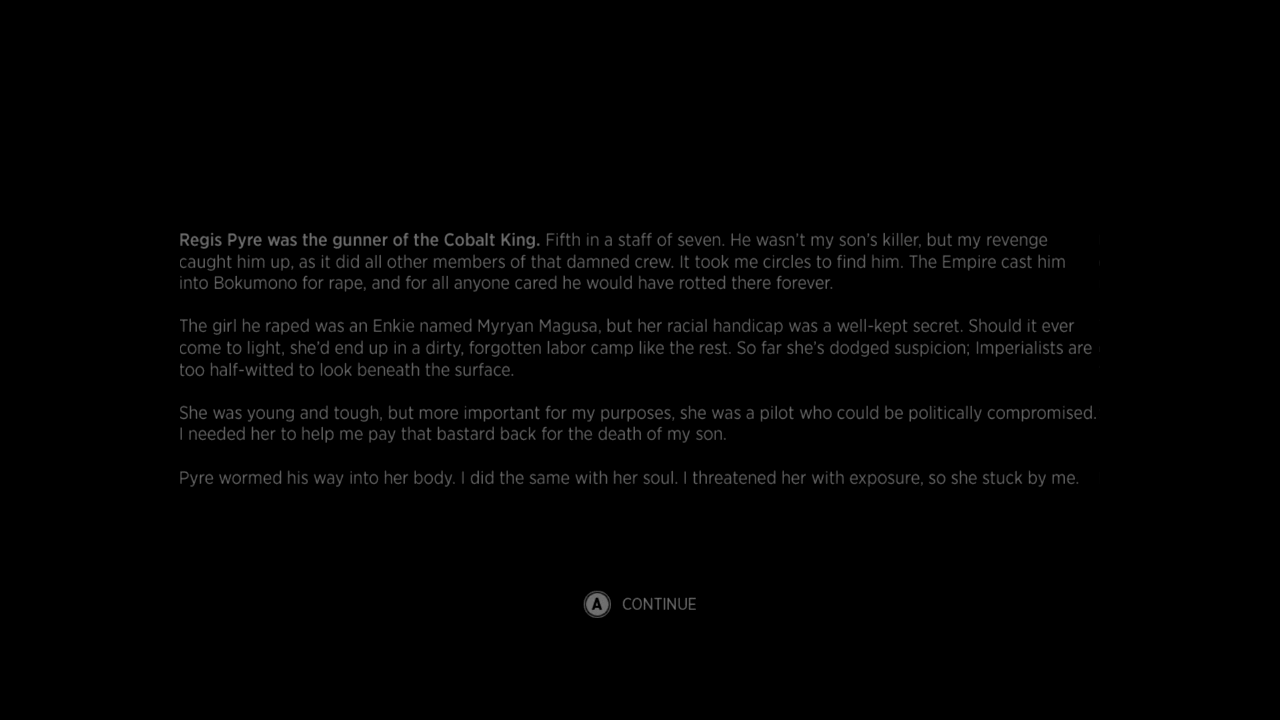 Regis Pyre was the gunner of the Cobalt King. Fifth in a staff of seven. He wasn't my son's killer, but my revenge
caught him up, as it did all other members of that damned crew. It took me circles to find him. The Empire cast him
into Bokumono for rape, and for all anyone cared he would have rotted there forever.
The girl he raped was an Enkie named Myryan Magusa, but her racial handicap was a well-kept secret. Should it ever
come to light, she'd end up in a dirty, forgotten labor camp like the rest. So far she's dodged suspicion; Imperialists are
too half-witted to look beneath the surface.
She was young and tough, but more important for my purposes, she was a pilot who could be politically compromised.
I needed her to help me pay that bastard back for the death of my son.
Pyre wormed his way into her body. I did the same with her soul. I threatened her with exposure, so she stuck by me.
A CONTINUE